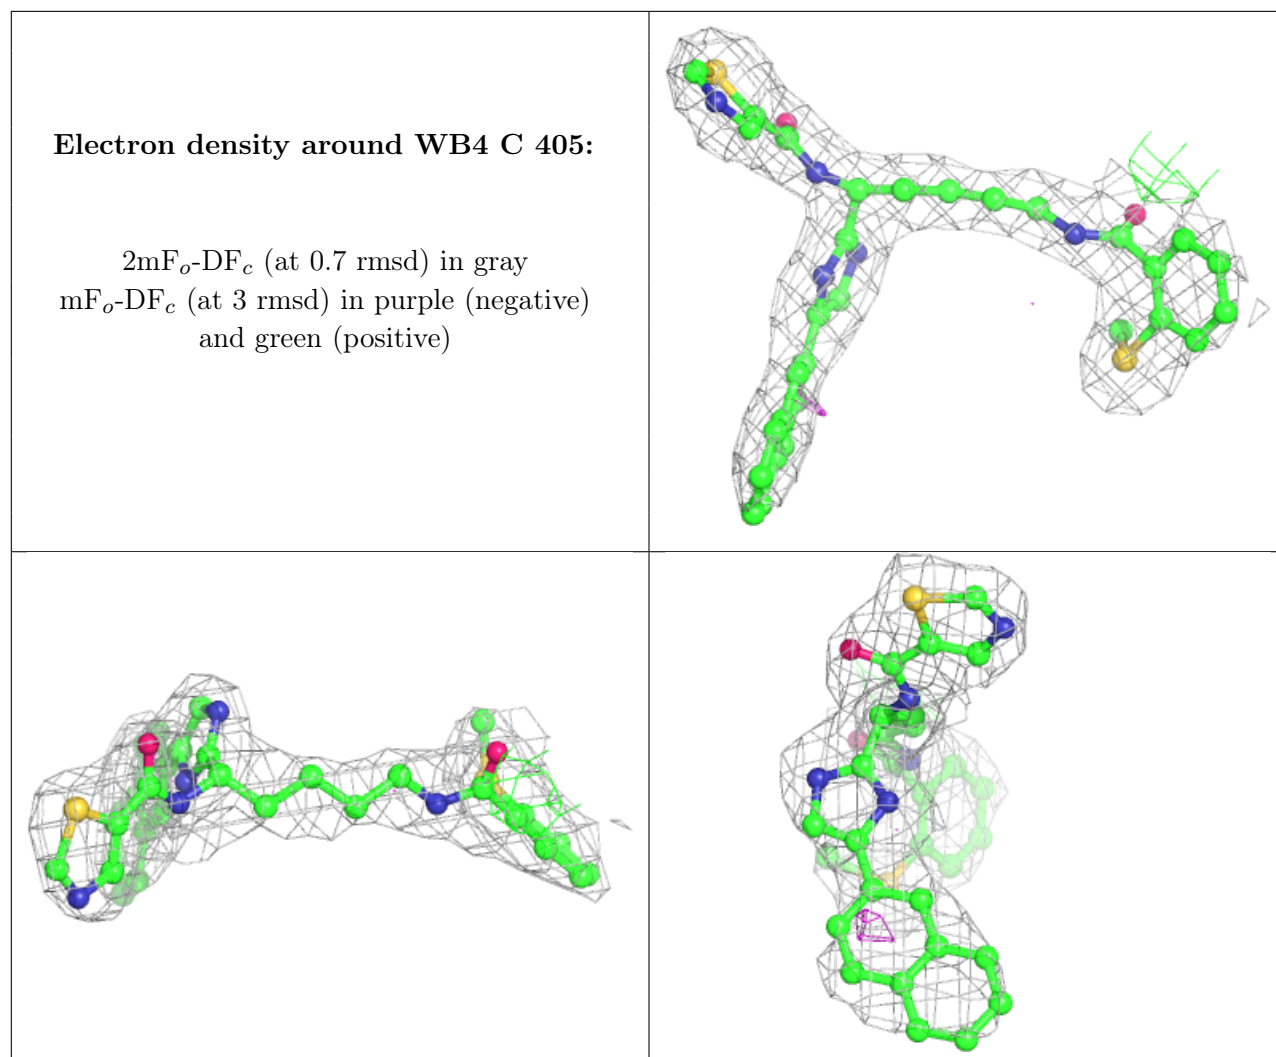 Electron density around WB4 C 405:
2mFo-DFc (at 0.7 rmsd) in gray
mFo-DFc (at 3 rmsd) in purple (negative)
and green (positive)